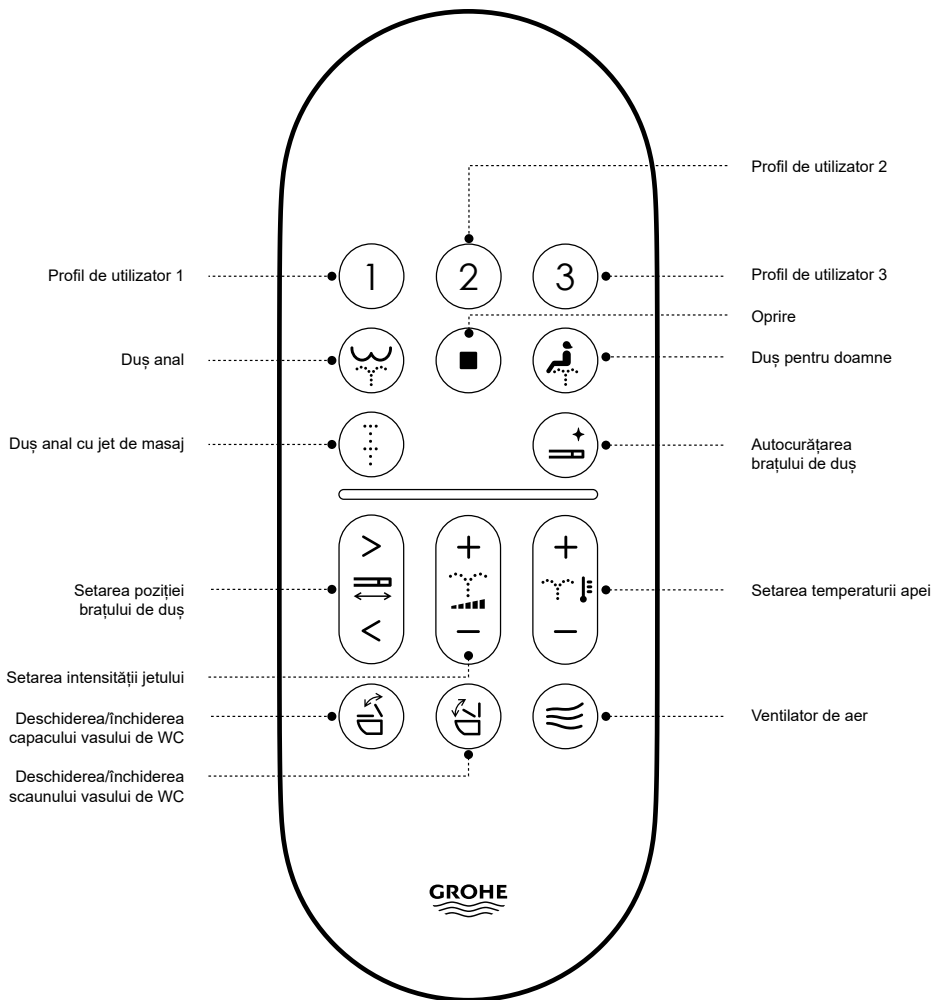 Profil de utilizator 2
Profil de utilizator 1
Profil de utilizator 3
1
2
3
Oprire
Duș anal
Duș pentru doamne
Duș anal cu jet de masaj
Autocurățarea
brațului de duș
Setarea poziției
brațului de duș
Setarea temperaturii apei
Setarea intensității jetului
Deschiderea/închiderea
capacului vasului de WC
Ventilator de aer
Deschiderea/închiderea
scaunului vasului de WC
GROHE